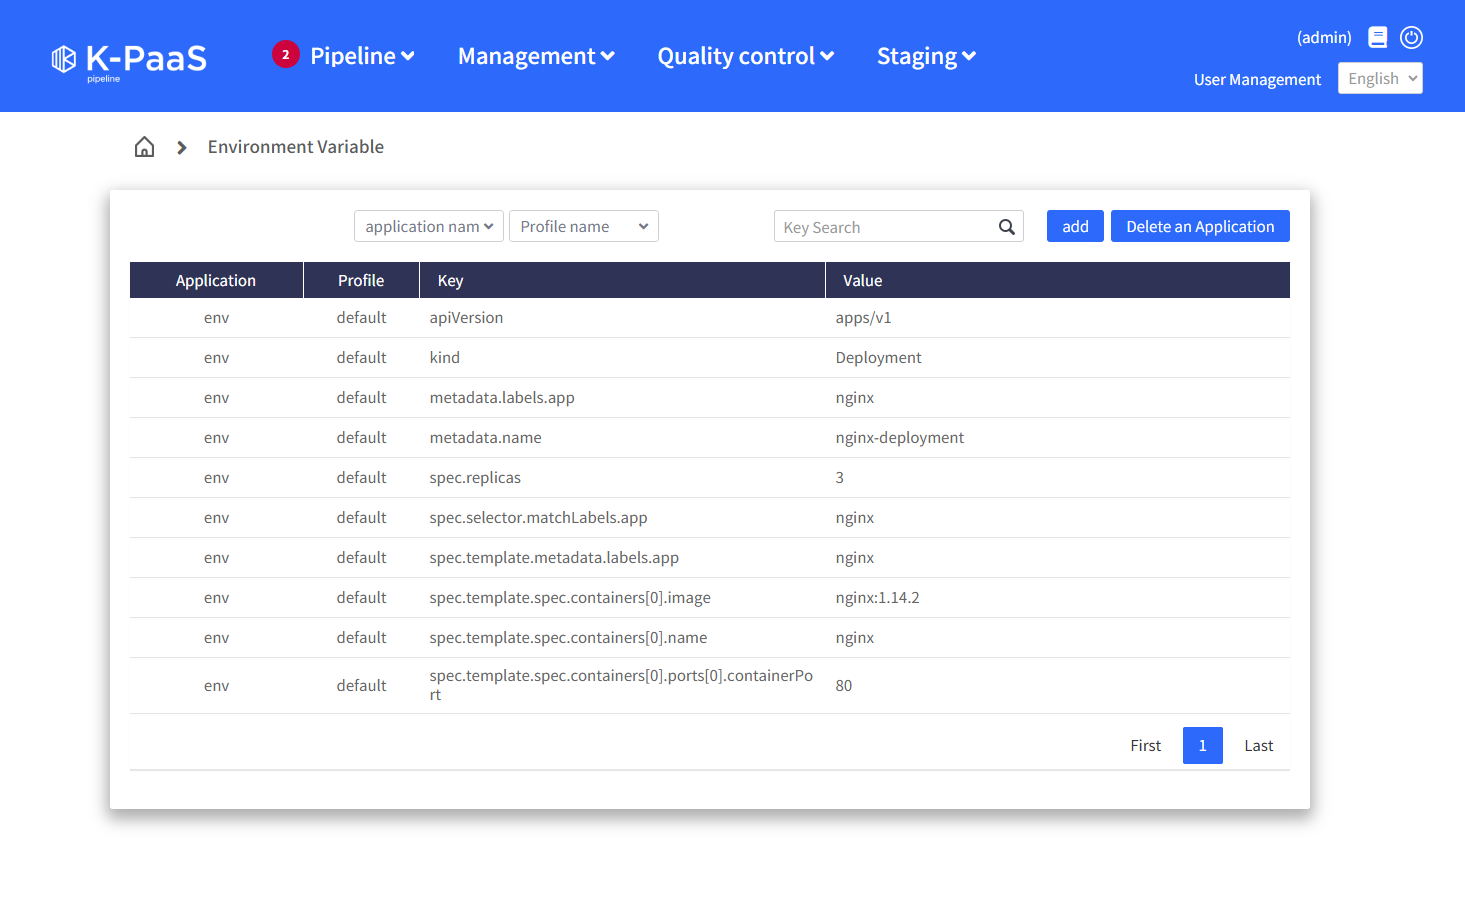 K-PaaS
pipeline
2 Pipeline Management Quality control Staging
(admin)
User Management English
Environment Variable
application nam Profile name Key Search add Delete an Application
Application Profile Key Value
env default apiVersion apps/v1
env default kind Deployment
env default metadata.labels.app nginx
env default metadata.name nginx-deployment
env default spec.replicas 3
env default spec.selector.matchLabels.app nginx
env default spec.template.metadata.labels.app nginx
env default spec.template.spec.containers[0].image nginx:1.14.2
env default spec.template.spec.containers[0].name nginx
env default spec.template.spec.containers[0].ports[0].containerPo
rt 80
First 1 Last